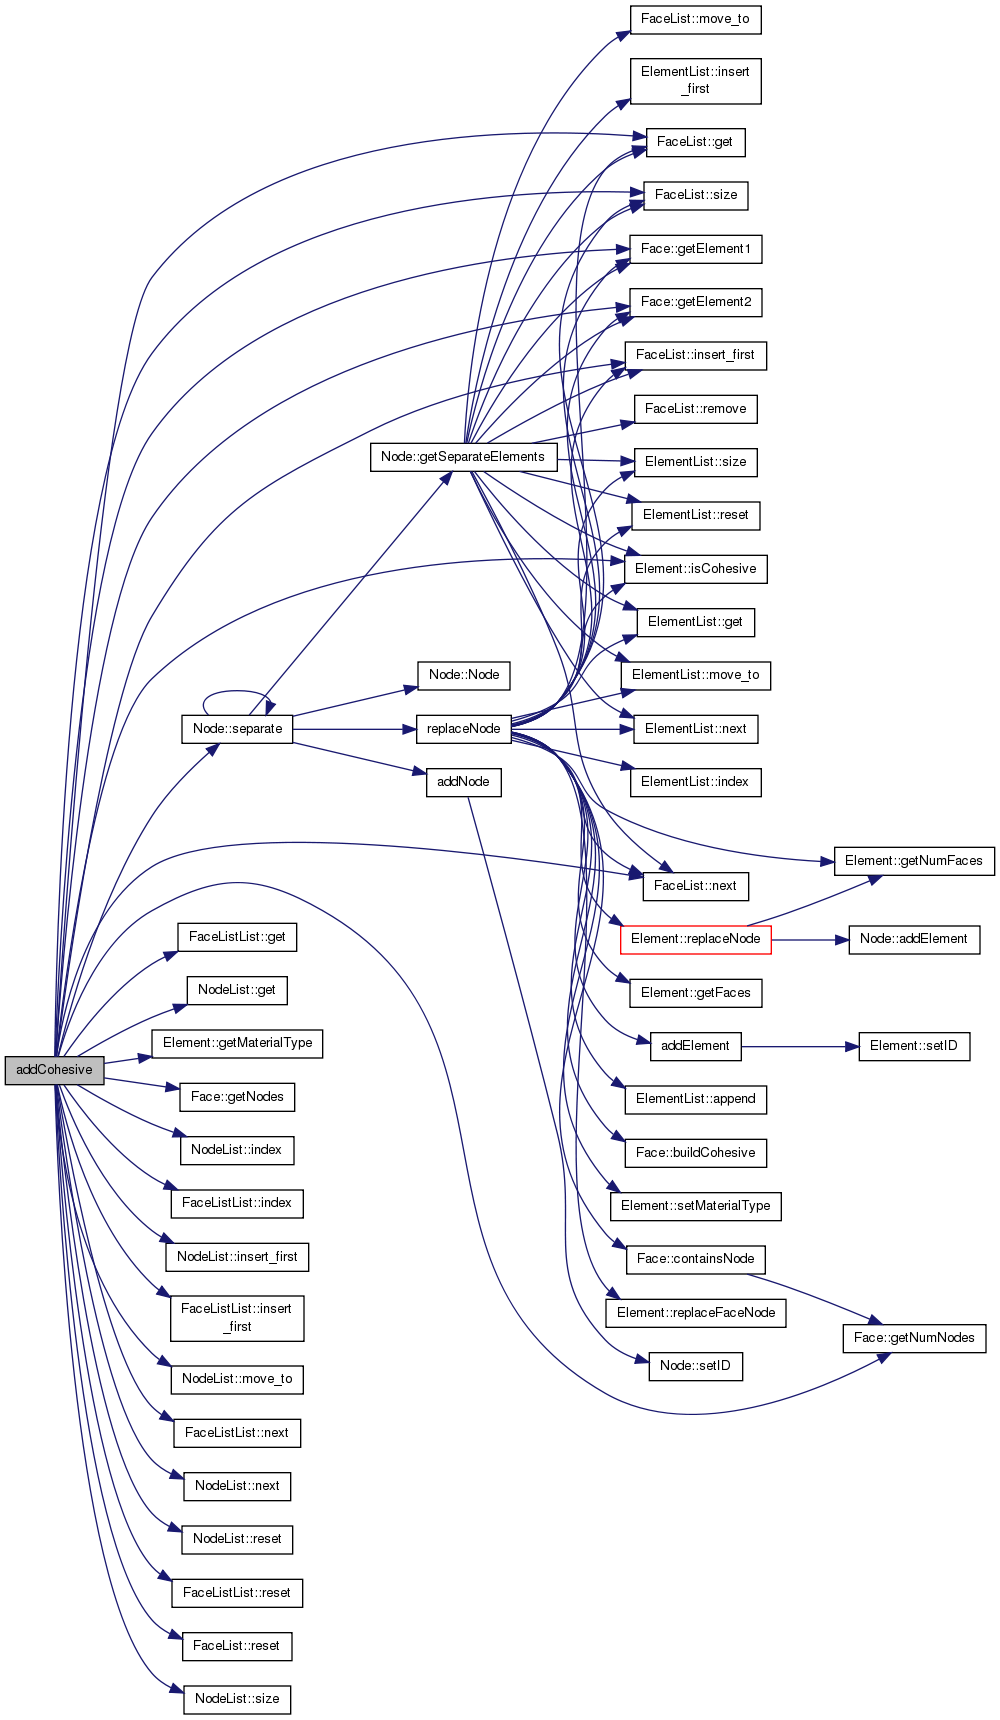 FaceList::move_to
ElementList::insert
_first
FaceList::get
FaceList::size
Face::getElement1
Face::getElement2
FaceList::insert_first
FaceList::remove
Node::getSeparateElements
ElementList::size
ElementList::reset
Element::isCohesive
ElementList::get
Node::Node
ElementList::move_to
Node::separate
replaceNode
ElementList::next
addNode
ElementList::index
Element::getNumFaces
FaceList::next
FaceListList::get
Element::replaceNode
Node::addElement
NodeList::get
Element::getFaces
Element::getMaterialType
addElement
Element::setID
addCohesive
Face::getNodes
ElementList::append
NodeList::index
Face::buildCohesive
FaceListList::index
Element::setMaterialType
NodeList::insert_first
Face::containsNode
FaceListList::insert
_first
Element::replaceFaceNode
Face::getNumNodes
NodeList::move_to
Node::setID
FaceListList::next
NodeList::next
NodeList::reset
FaceListList::reset
FaceList::reset
NodeList::size